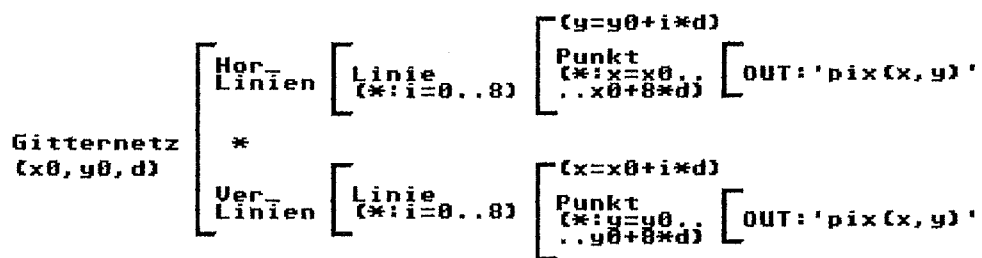 (y=y0+i*d)
Hor_
Linien
Linie
(*:i=0..8)
Punkt
(*:x=x0..
..x0+8*d)
OUT:'pix(x,y)'
Gitternetz
(x0,y0,d)
*
(x=x0+i*d)
Ver_
Linien
Linie
(*:i=0..8)
Punkt
(*:y=y0..
..y0+8*d)
OUT:'pix(x,y)'